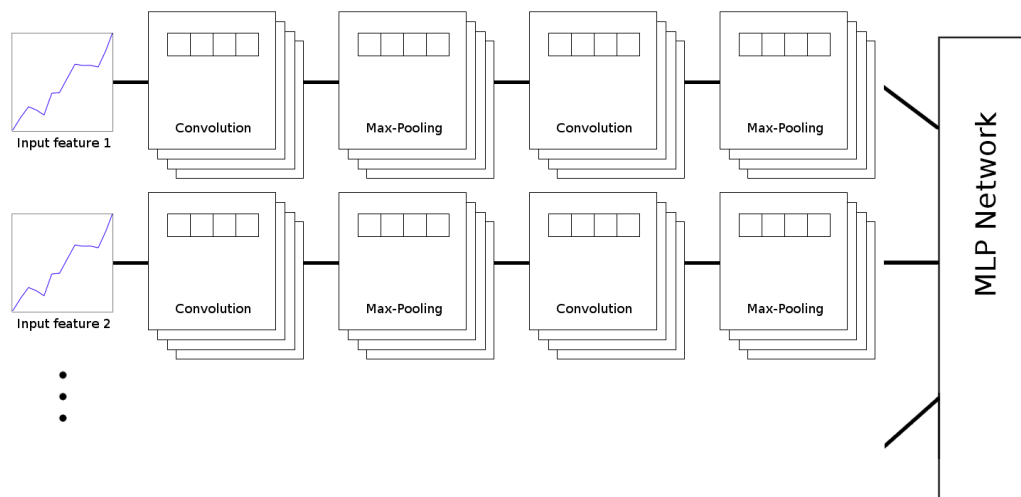 Convolution
Max-Pooling
Convolution
Max-Pooling
Input feature 1
Convolution
Max-Pooling
Convolution
Max-Pooling
Input feature 2
MLP Network